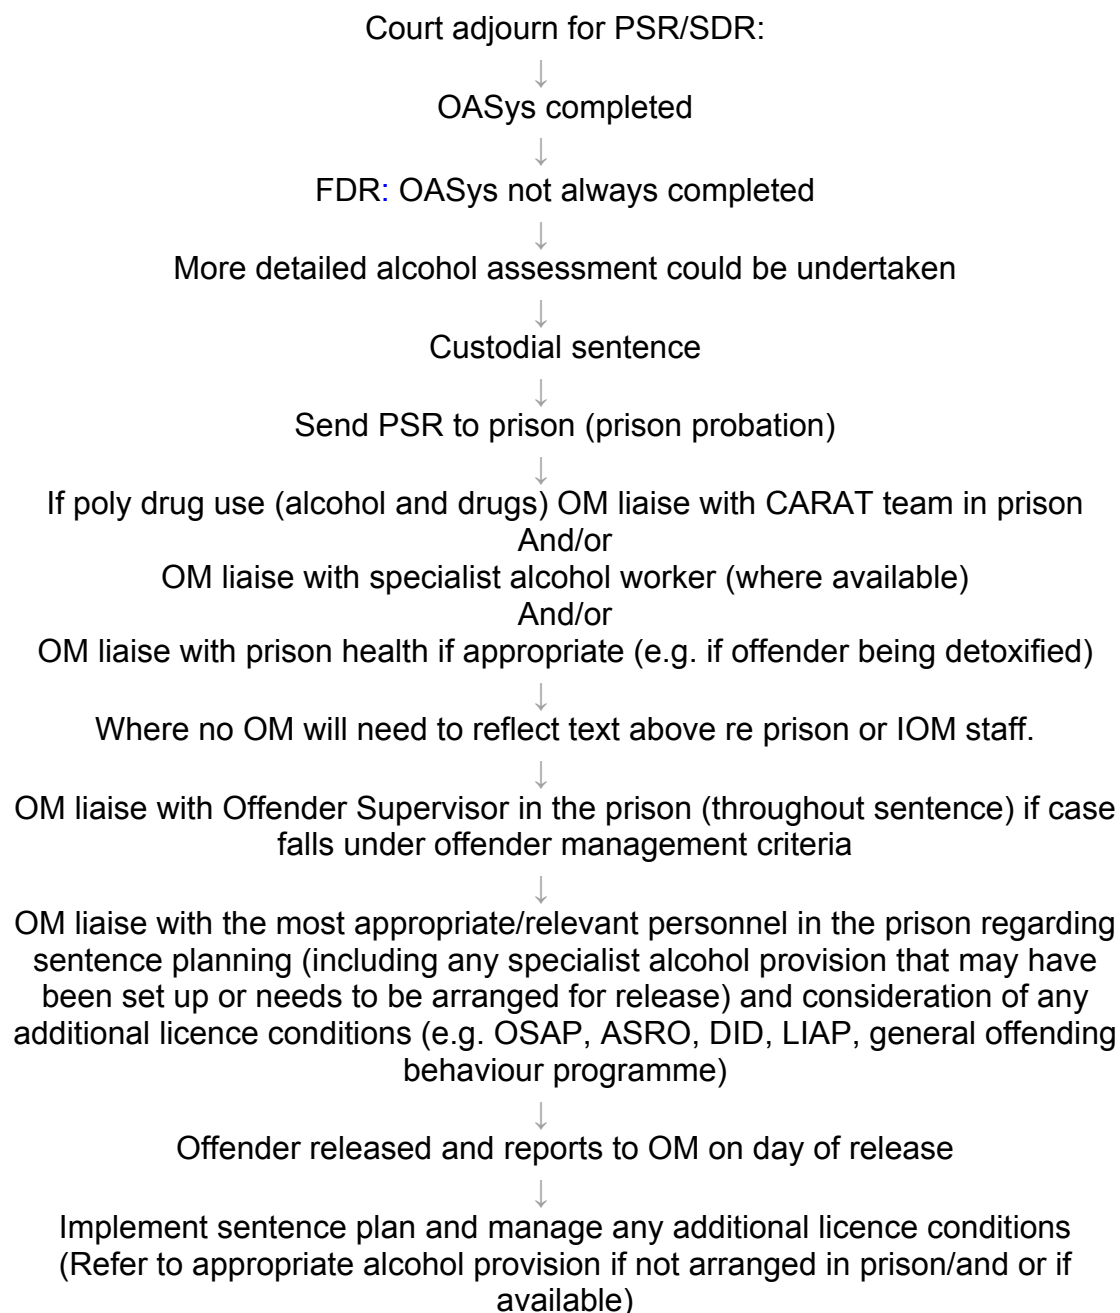 Court adjourn for PSR/SDR:
↓
OASys completed
↓
FDR: OASys not always completed
↓
More detailed alcohol assessment could be undertaken
↓
Custodial sentence
↓
Send PSR to prison (prison probation)
↓
If poly drug use (alcohol and drugs) OM liaise with CARAT team in prison
And/or
OM liaise with specialist alcohol worker (where available)
And/or
OM liaise with prison health if appropriate (e.g. if offender being detoxified)
↓
Where no OM will need to reflect text above re prison or IOM staff.
↓
OM liaise with Offender Supervisor in the prison (throughout sentence) if case
falls under offender management criteria
↓
OM liaise with the most appropriate/relevant personnel in the prison regarding
sentence planning (including any specialist alcohol provision that may have
been set up or needs to be arranged for release) and consideration of any
additional licence conditions (e.g. OSAP, ASRO, DID, LIAP, general offending
behaviour programme)
↓
Offender released and reports to OM on day of release
↓
Implement sentence plan and manage any additional licence conditions
(Refer to appropriate alcohol provision if not arranged in prison/and or if
available)